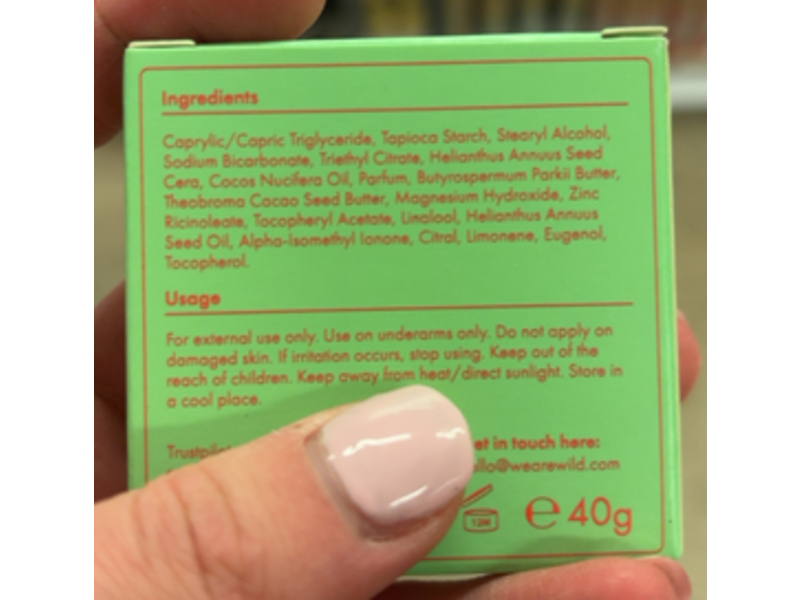 Ingredients
Caprylic/Capric Triglyceride, Tapioca Starch, Stearyl Alcohol,
Sodium Bicarbonate, Triethyl Citrate, Helianthus Annuus Seed
Cera, Cocos Nucifera Oil, Parfum, Butyrospermum Parkii Butter,
Theobroma Cacao Seed Butter, Magnesium Hydroxide, Zinc
Ricinoleate, Tocopheryl Acetate, Linalool, Helianthus Annuus
Seed Oil, Alpha-Isomethyl Ionone, Citral, Limonene, Eugenol,
Tocopherol.
Usage
For external use only. Use on underarms only. Do not apply on
damaged skin. If irritation occurs, stop using. Keep out of the
reach of children. Keep away from heat/direct sunlight. Store in
a cool place.
et in touch here:
llo@wearewild.com
12M
e 40g